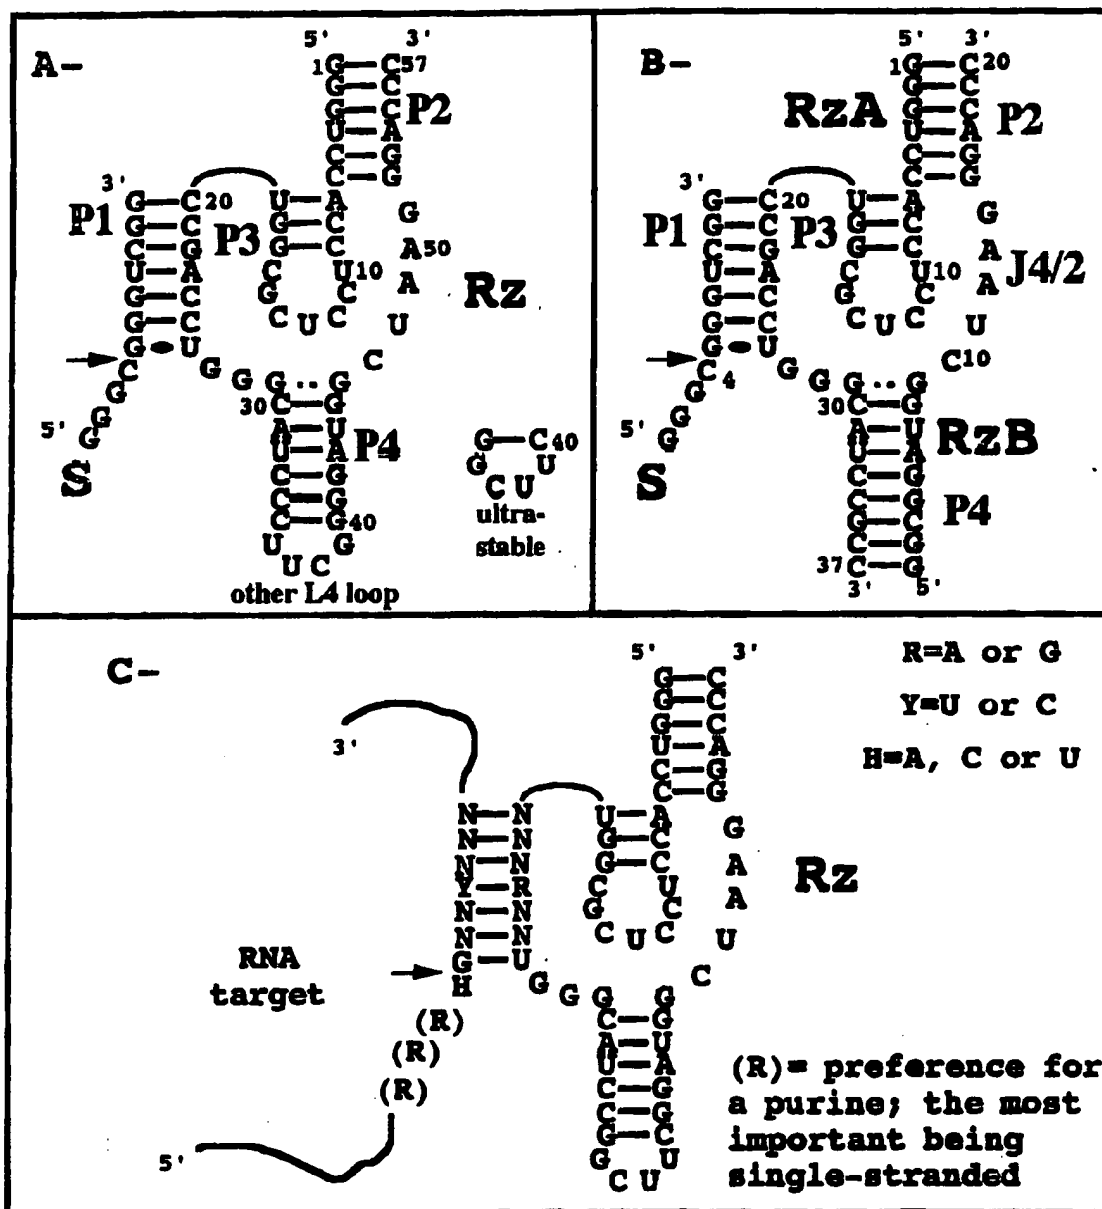 A-
5' 3'
1G C57
G C
G C
P2
U A
C G
C G
3'
G C20 U A G
P1
G C G C
P3
C G G C A50
U A C U10 A
Rz
G C G C
G C C U C U
G U
C G G G G C
G 30 C G
G A U
P4
5' G U A
S
C G
C G
C G40
U G
U C
other L4 loop
G C40
G U
C U
ultra-
stable
B-
5' 3'
1G C20
G C
RzA
G C
P2
U A
C G
C G
3'
G C20 U A G
P1
G C G C
P3
C G G C A
J4/2
U A C U10 A
G C G C
G C C U C U
G U C10
C4 G G G G
G 30 C G
G A U
RzB
5' G U A
S
C G
C G
P4
G C
C G
37C G
3' 5'
C-
5' 3'
G C
G C
G C
U A
C G
C G
R=A or G
Y=U or C
H=A, C or U
3'
N N U A G
N N G C
N N G C A
Y R C U A
Rz
N N G C
N N C U C U
G U
H G G G G C
RNA
target
(R)
(R)
(R)
5'
C G
A U
U A
C G
C G
G C
G U
C U
(R)= preference for
a purine; the most
important being
single-stranded